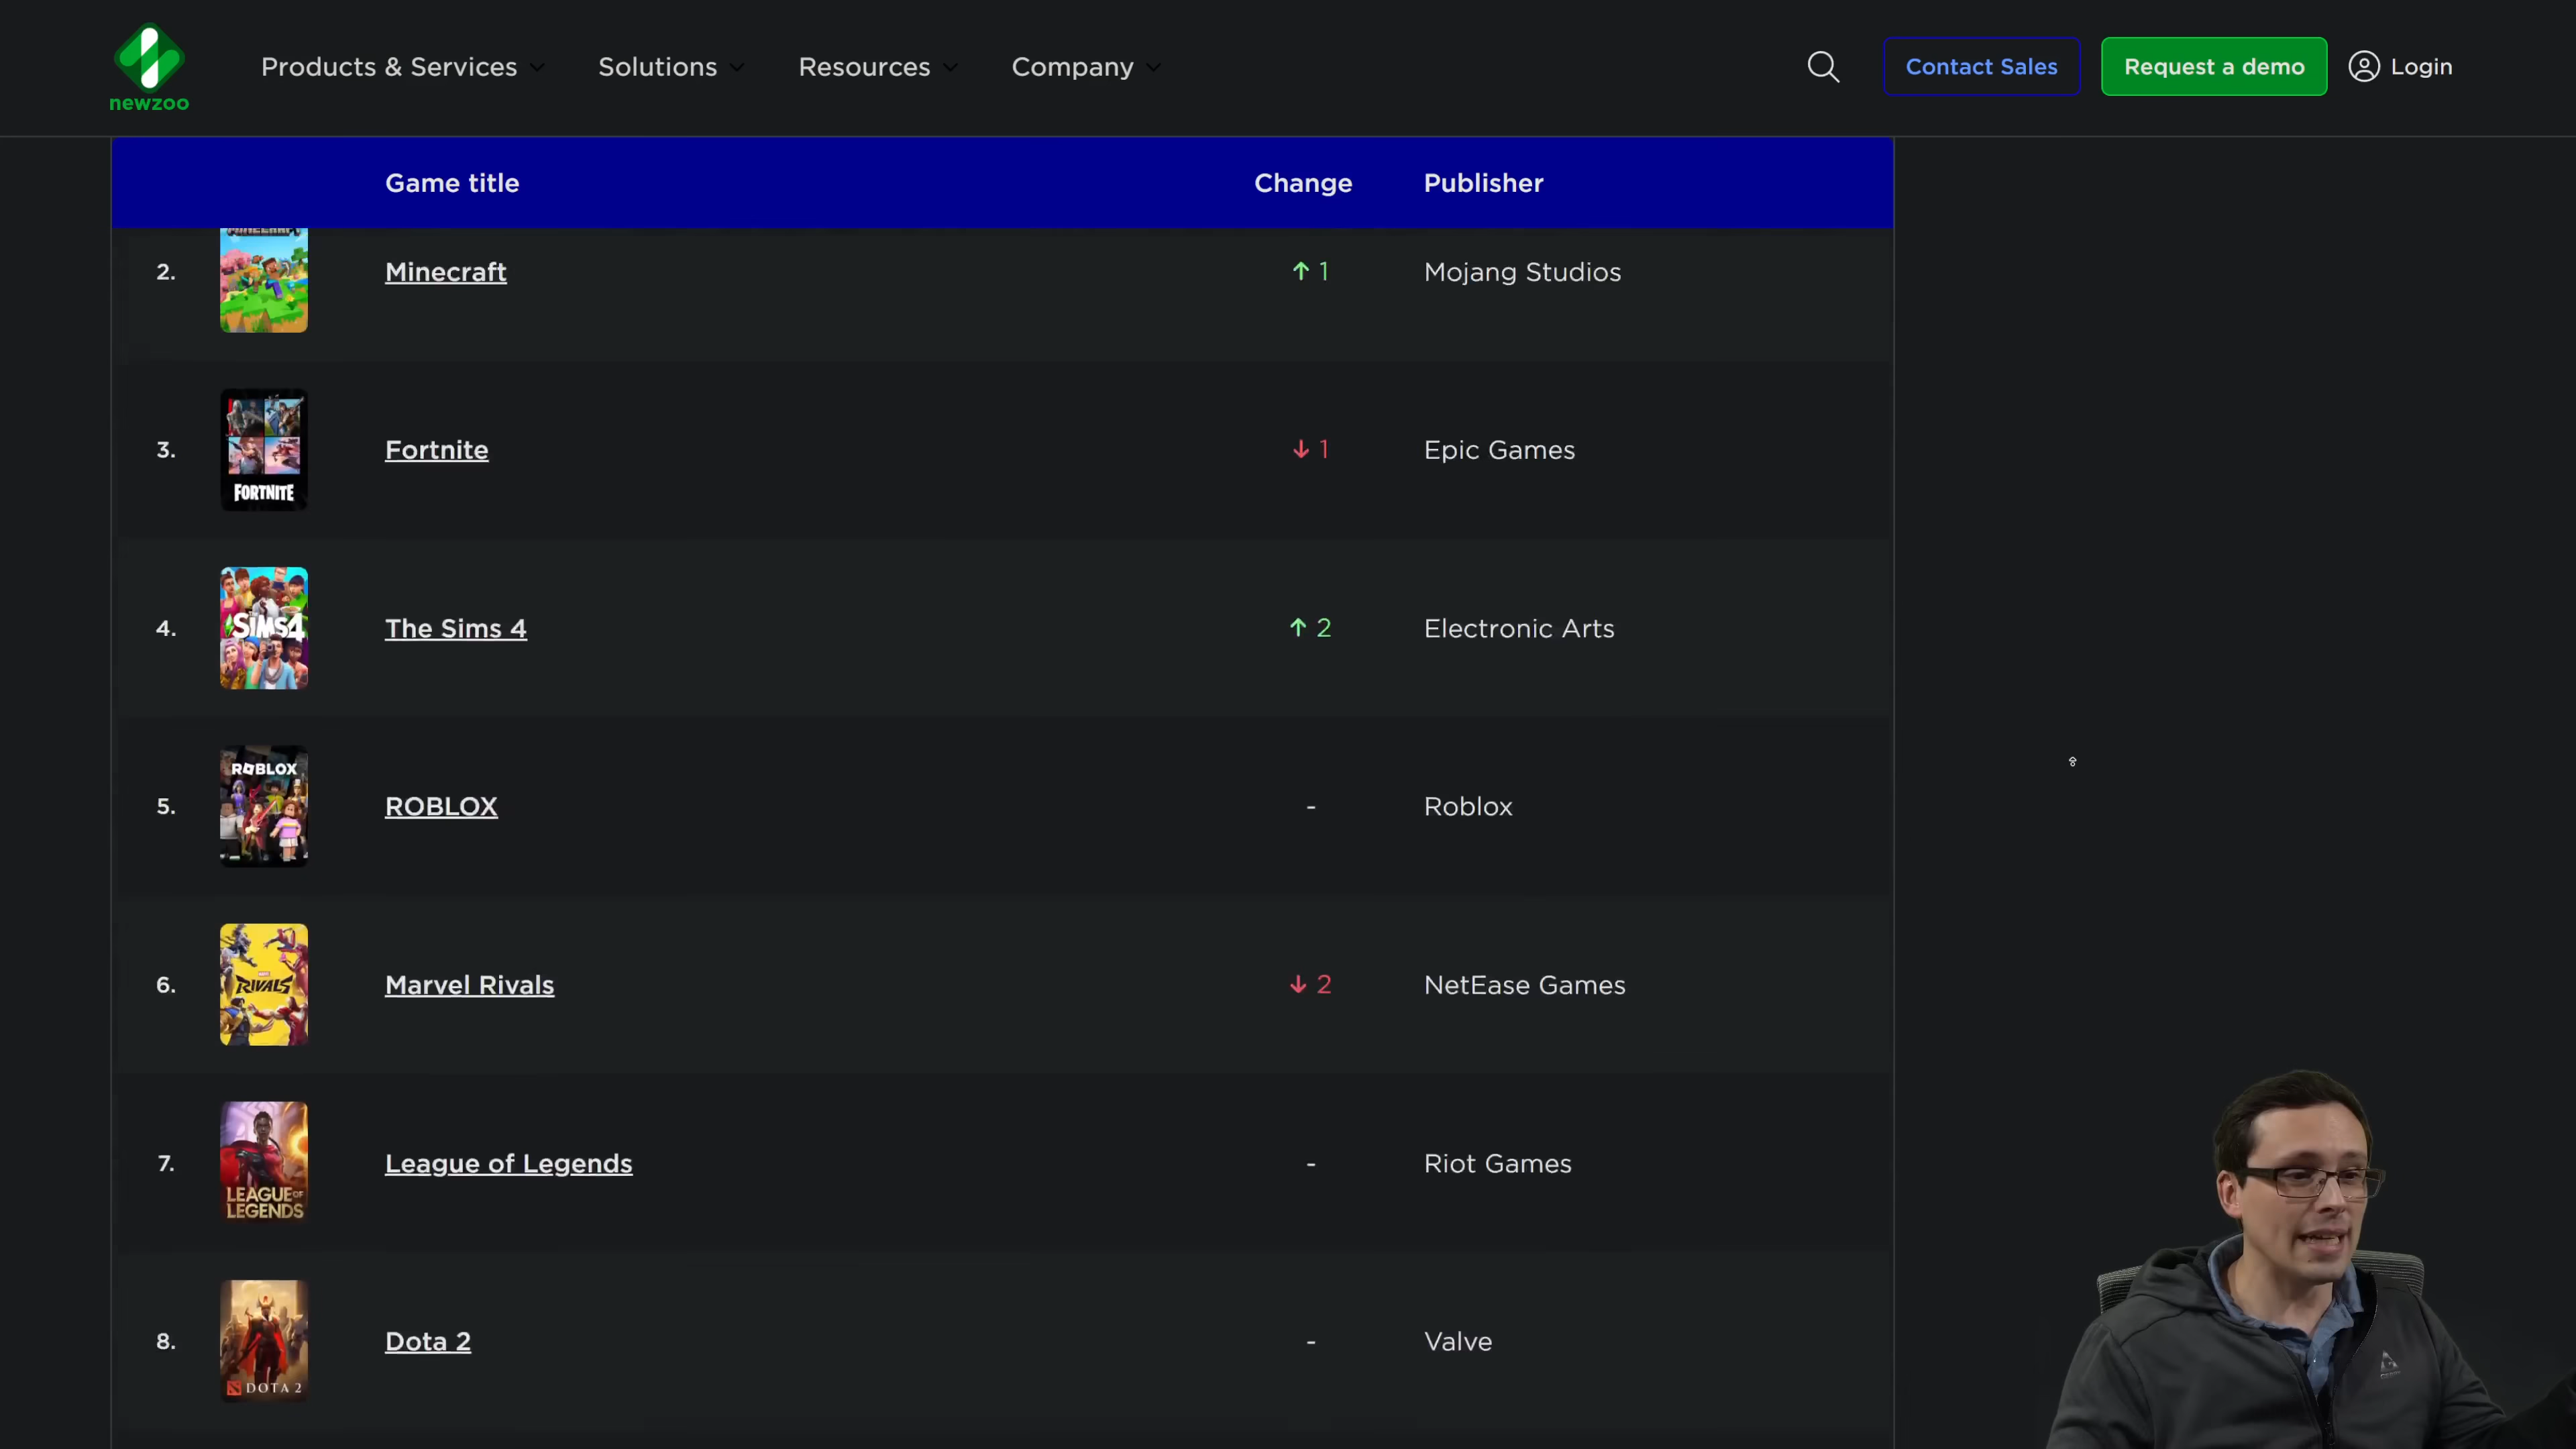 newzoo
Products & Services
Solutions
Resources
Company
Contact Sales
Request a demo
Login
Game title
Change
Publisher
MINECRAFT
2.
Minecraft
↑ 1
Mojang Studios
3.
FORTNITE
Fortnite
↓ 1
Epic Games
4.
SIMS4
The Sims 4
↑ 2
Electronic Arts
5.
ROBLOX
ROBLOX
-
Roblox
6.
RIVALS
Marvel Rivals
↓ 2
NetEase Games
7.
LEAGUE OF
LEGENDS
League of Legends
-
Riot Games
8.
DOTA 2
Dota 2
-
Valve